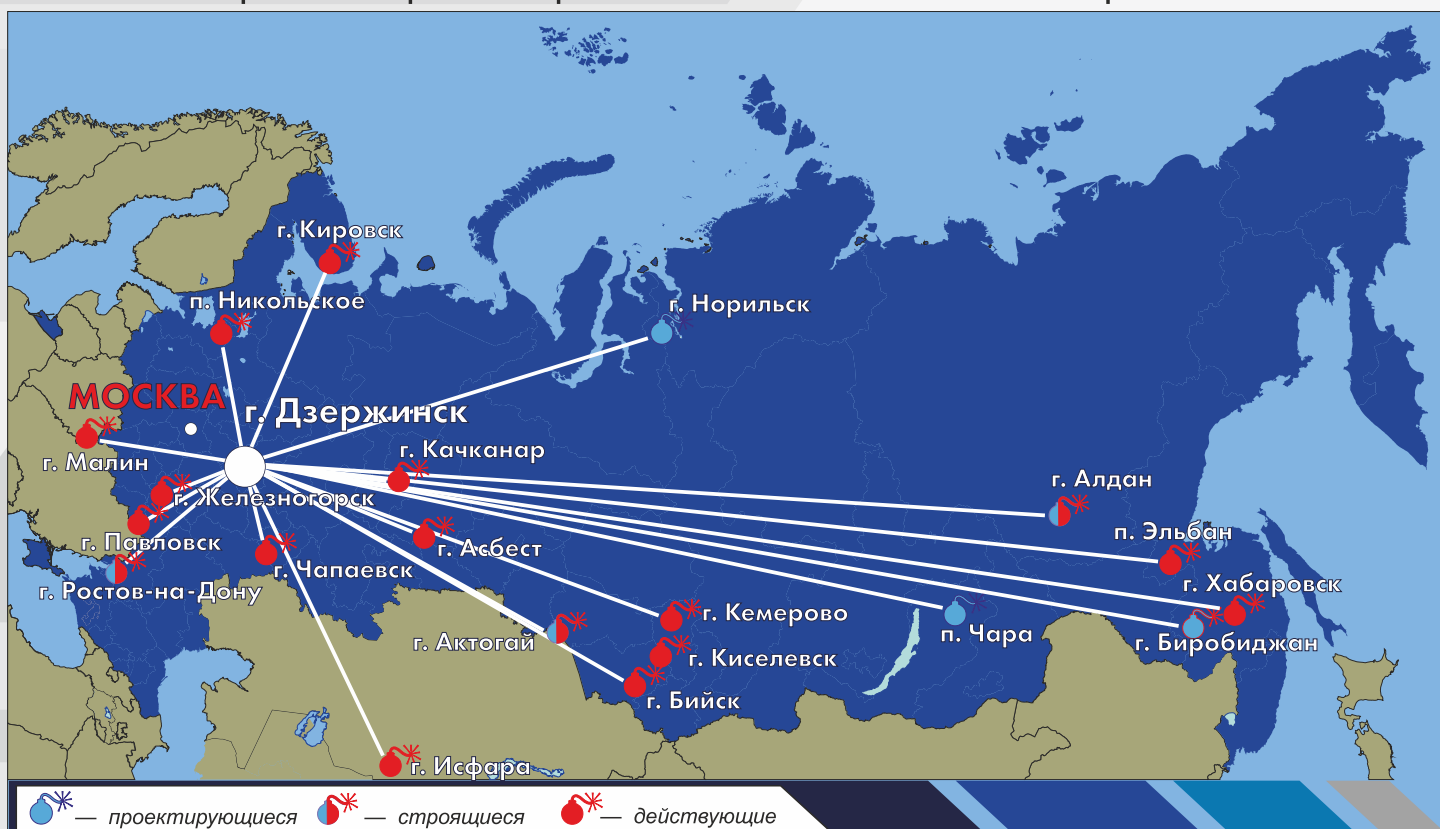 г. Кировск
п. Никольское
г. Норильск
МОСКВА
г. Дзержинск
г. Качканар
г. Малин
г. Алдан
г. Железногорск
п. Эльбан
г. Павловск
г. Асбест
г. Чапаевск
г. Хабаровск
г. Ростов-на-Дону
г. Кемерово
п. Чара
г. Актогай
г. Биробиджан
г. Киселевск
г. Бийск
г. Исфара
— проектирующиеся — строящиеся — действующие